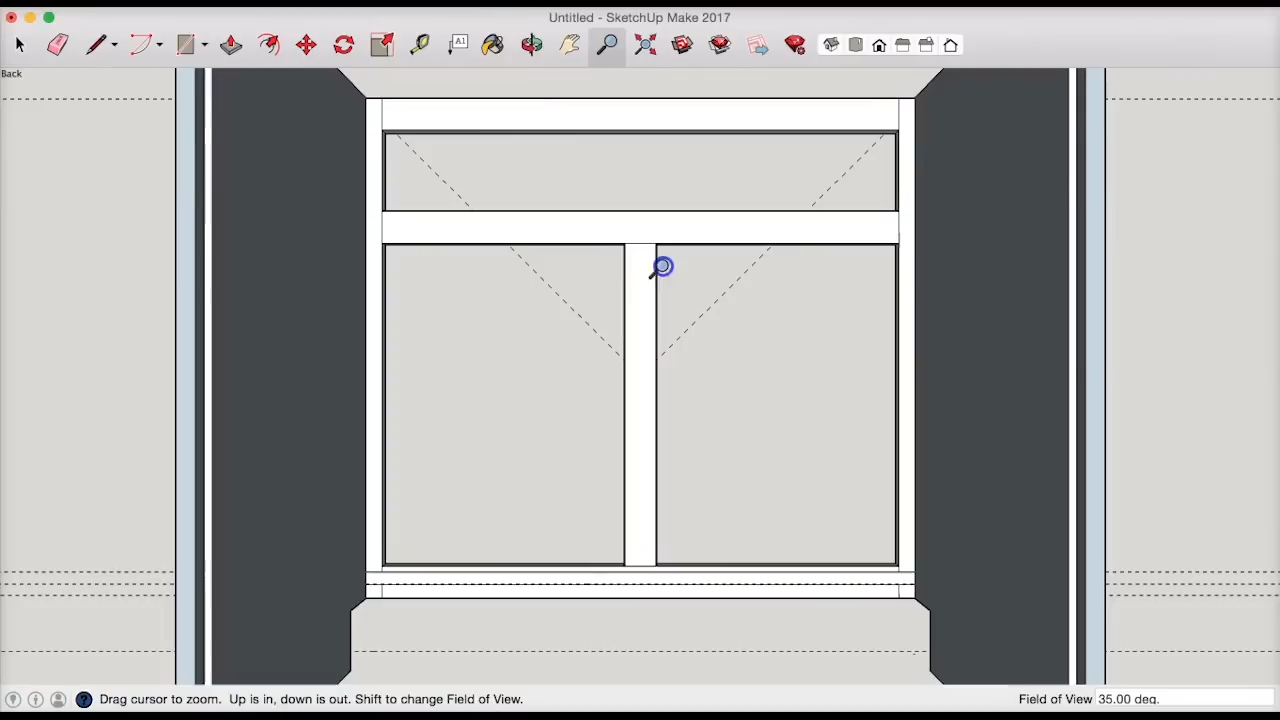 Untitled - SketchUp Make 2017
A1
Back
? Drag cursor to zoom. Up is in, down is out. Shift to change Field of View.
Field of View 35.00 deg.